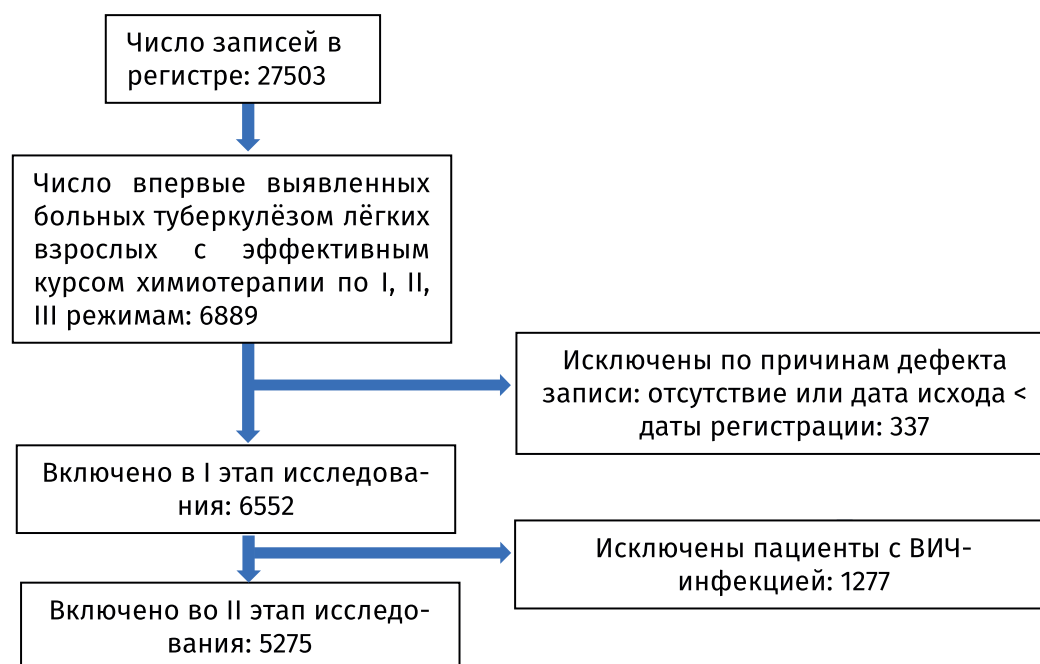 Число записей в
регистре: 27503
Число впервые выявленных
больных туберкулёзом лёгких
взрослых с эффективным
курсом химиотерапии по I, II,
III режимам: 6889
Исключены по причинам дефекта
записи: отсутствие или дата исхода <
даты регистрации: 337
Включено в I этап исследова-
ния: 6552
Исключены пациенты с ВИЧ-
инфекцией: 1277
Включено во II этап исследо-
вания: 5275